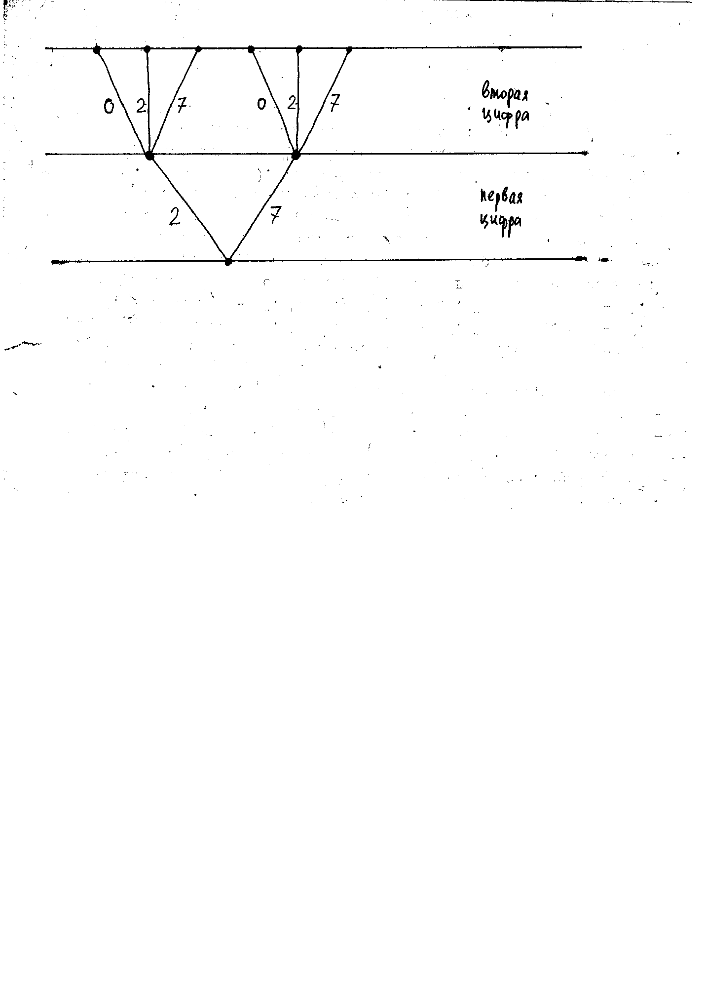 0 2 7 0 2 7
вторая
цифра
2 7
первая
цифра